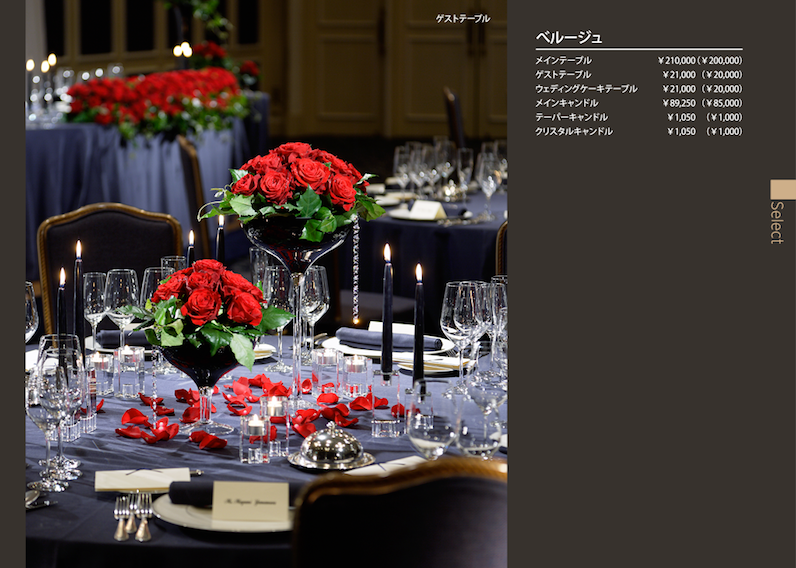 ゲストテーブル
ベルージュ
メインテーブル ￥210,000（￥200,000）
ゲストテーブル ￥21,000 （￥20,000）
ウェディングケーキテーブル ￥21,000 （￥20,000）
メインキャンドル ￥89,250（￥85,000）
テーパーキャンドル ￥1,050 （￥1,000）
クリスタルキャンドル ￥1,050 （￥1,000）
Select